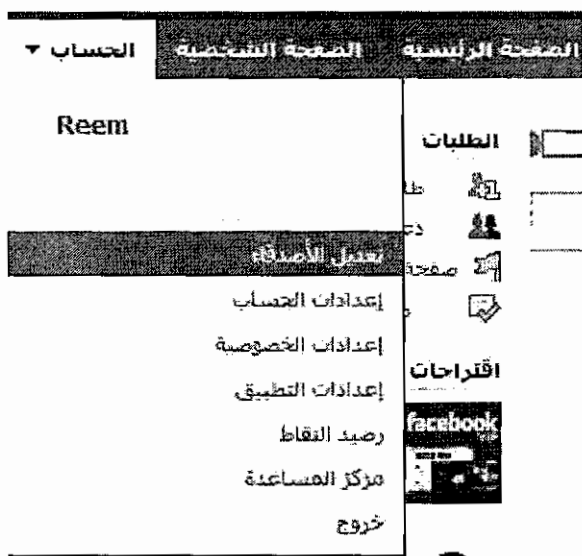 الصفحة الرئيسية الصفحة الشخصية الحساب
Reem
تعديل الأصدقاء
إعدادات الحساب
إعدادات الخصوصية
إعدادات التطبيق
رصيد النقاط
مركز المساعدة
خروج
الطلبات
صفحة
اقتراحات
facebook